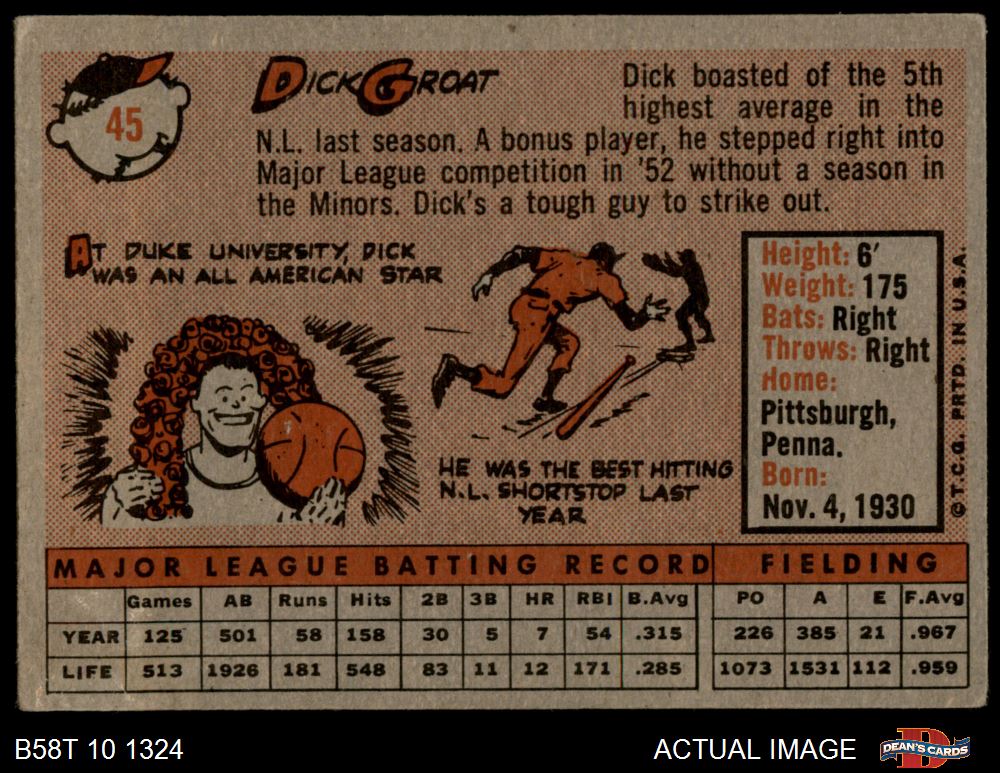 45
DICK GROAT
Dick boasted of the 5th
highest average in the
N.L. last season. A bonus player, he stepped right into
Major League competition in '52 without a season in
the Minors. Dick's a tough guy to strike out.
AT DUKE UNIVERSITY, DICK
WAS AN ALL AMERICAN STAR
HE WAS THE BEST HITTING
N.L. SHORTSTOP LAST
YEAR
Height: 6'
Weight: 175
Bats: Right
Throws: Right
Home:
Pittsburgh,
Penna.
Born:
Nov. 4, 1930
© T.C.G. PRTD. IN U.S.A.
MAJOR LEAGUE BATTING RECORD FIELDING
Games AB Runs Hits 2B 3B HR RBI B.Avg PO A E F.Avg
YEAR 125 501 58 158 30 5 7 54 .315 226 385 21 .967
LIFE 513 1926 181 548 83 11 12 171 .285 1073 1531 112 .959
B58T 10 1324 ACTUAL IMAGE DEAN'S CARDS